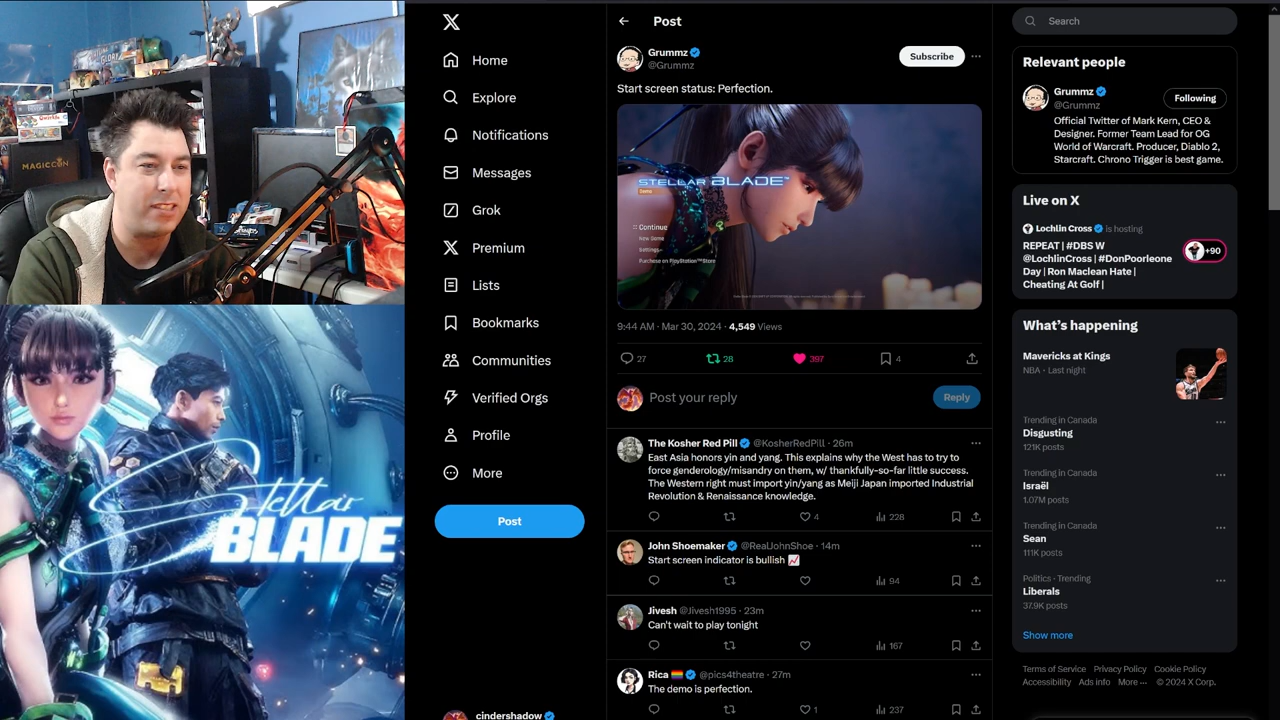 MAGICCON
Stellar
BLADE
Home
Explore
Notifications
Messages
Grok
Premium
Lists
Bookmarks
Communities
Verified Orgs
Profile
More
Post
cindershadow
Post
Grummz
@Grummz
Subscribe
Start screen status: Perfection.
STELLAR BLADE™
Demo
Continue
New Game
Settings
Purchase on PlayStation™Store
9:44 AM · Mar 30, 2024 · 4,549 Views
27 28 397 4
Post your reply
Reply
The Kosher Red Pill @KosherRedPill · 26m
East Asia honors yin and yang. This explains why the West has to try to
force genderology/misandry on them, w/ thankfully-so-far little success.
The Western right must import yin/yang as Meiji Japan imported Industrial
Revolution & Renaissance knowledge.
4 228
John Shoemaker @RealJohnShoe · 14m
Start screen indicator is bullish
94
Jivesh @Jivesh1995 · 23m
Can't wait to play tonight
167
Rica @pics4theatre · 27m
The demo is perfection.
1 237
Search
Relevant people
Grummz
@Grummz
Following
Official Twitter of Mark Kern, CEO &
Designer. Former Team Lead for OG
World of Warcraft. Producer, Diablo 2,
Starcraft. Chrono Trigger is best game.
Live on X
Lochlin Cross is hosting
REPEAT | #DBS W
@LochlinCross | #DonPoorleone
Day | Ron Maclean Hate |
Cheating At Golf |
+90
What's happening
Mavericks at Kings
NBA · Last night
Trending in Canada
Disgusting
121K posts
Trending in Canada
Israël
1.07M posts
Trending in Canada
Sean
111K posts
Politics · Trending
Liberals
37.9K posts
Show more
Terms of Service Privacy Policy Cookie Policy
Accessibility Ads info More ··· © 2024 X Corp.